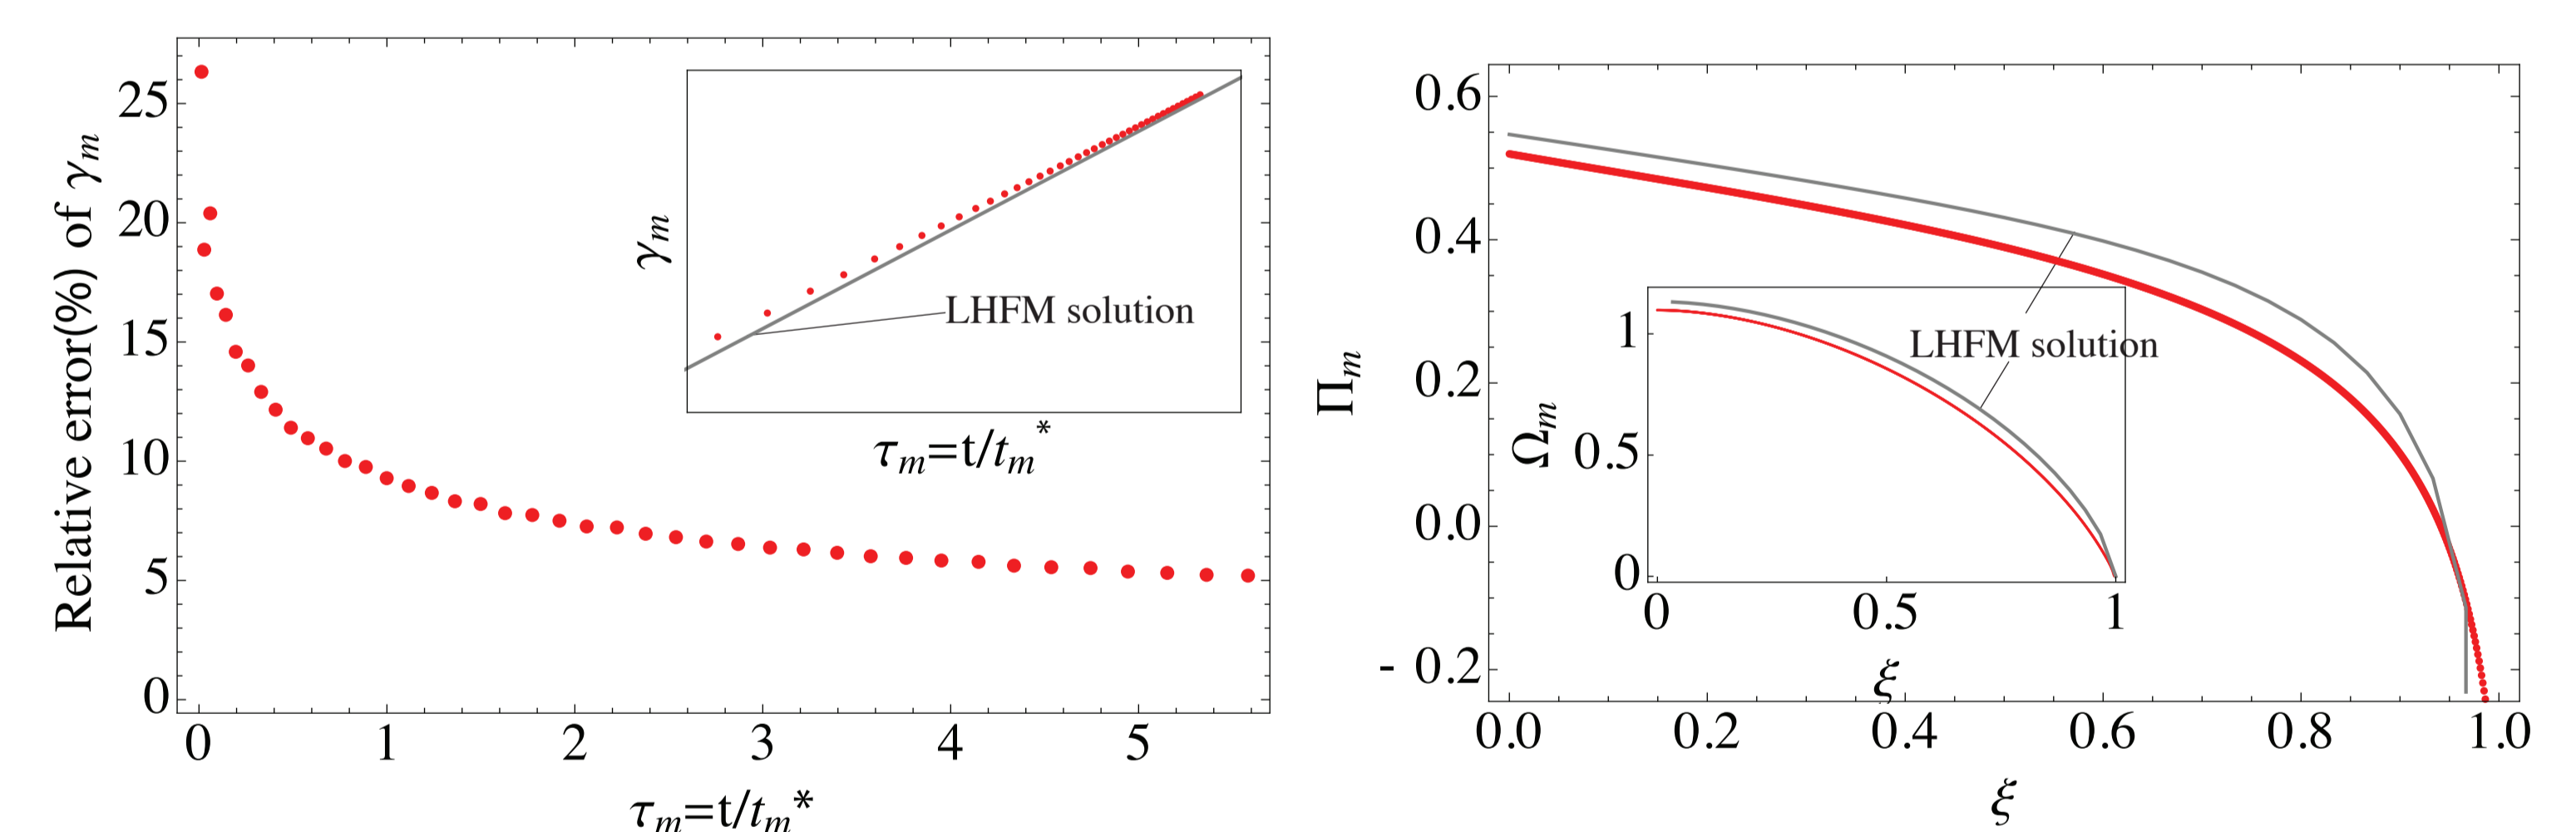 Relative error(%) of γm
25
20
15
10
5
0
0 1 2 3 4 5
τm=t/tm*
γm
LHFM solution
τm=t/tm*
Πm
0.6
0.4
0.2
0.0
- 0.2
0.0 0.2 0.4 0.6 0.8 1.0
ξ
LHFM solution
Ωm
1
0.5
0
0 0.5 1
ξ